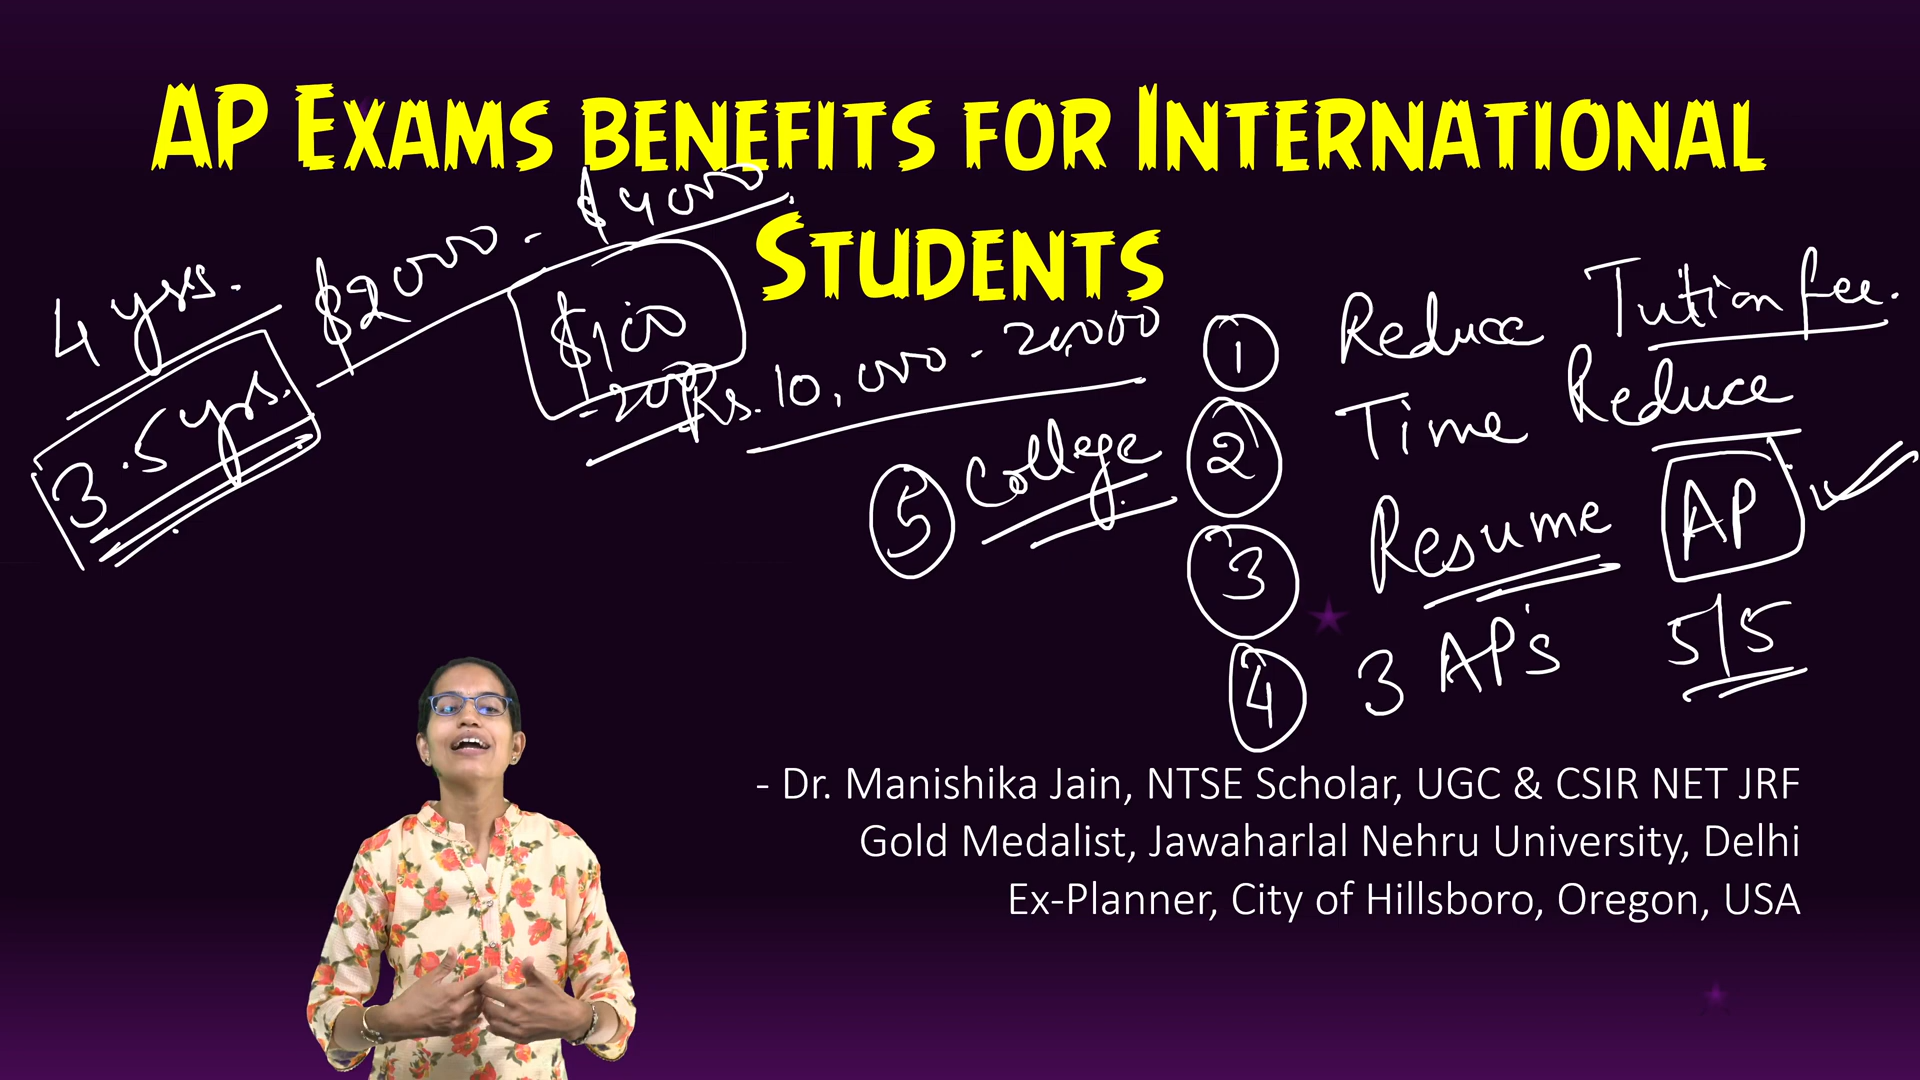 AP Exams benefits for International
Students
4 yrs.
$2000 - $4000
3.5 yrs.
$100
- 200
Rs. 10,000 - 20,000
1 Reduce Tution fee.
2 Time Reduce
3 Resume AP
4 3 AP's 5/5
5 College
- Dr. Manishika Jain, NTSE Scholar, UGC & CSIR NET JRF
Gold Medalist, Jawaharlal Nehru University, Delhi
Ex-Planner, City of Hillsboro, Oregon, USA